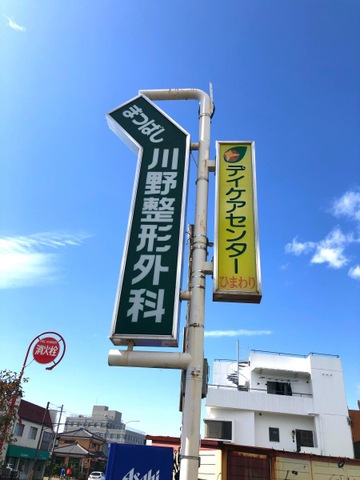 まつばし
川野整形外科
デイケアセンター
ひまわり
消火栓
Asahi